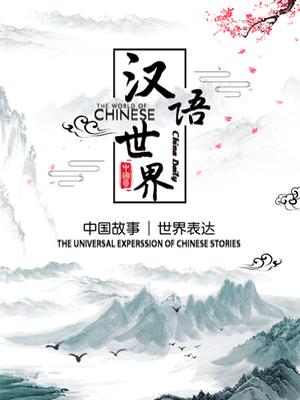 汉语
世界
THE WORLD OF
CHINESE
China Daily
中国故事｜世界表达
THE UNIVERSAL EXPERSSION OF CHINESE STORIES